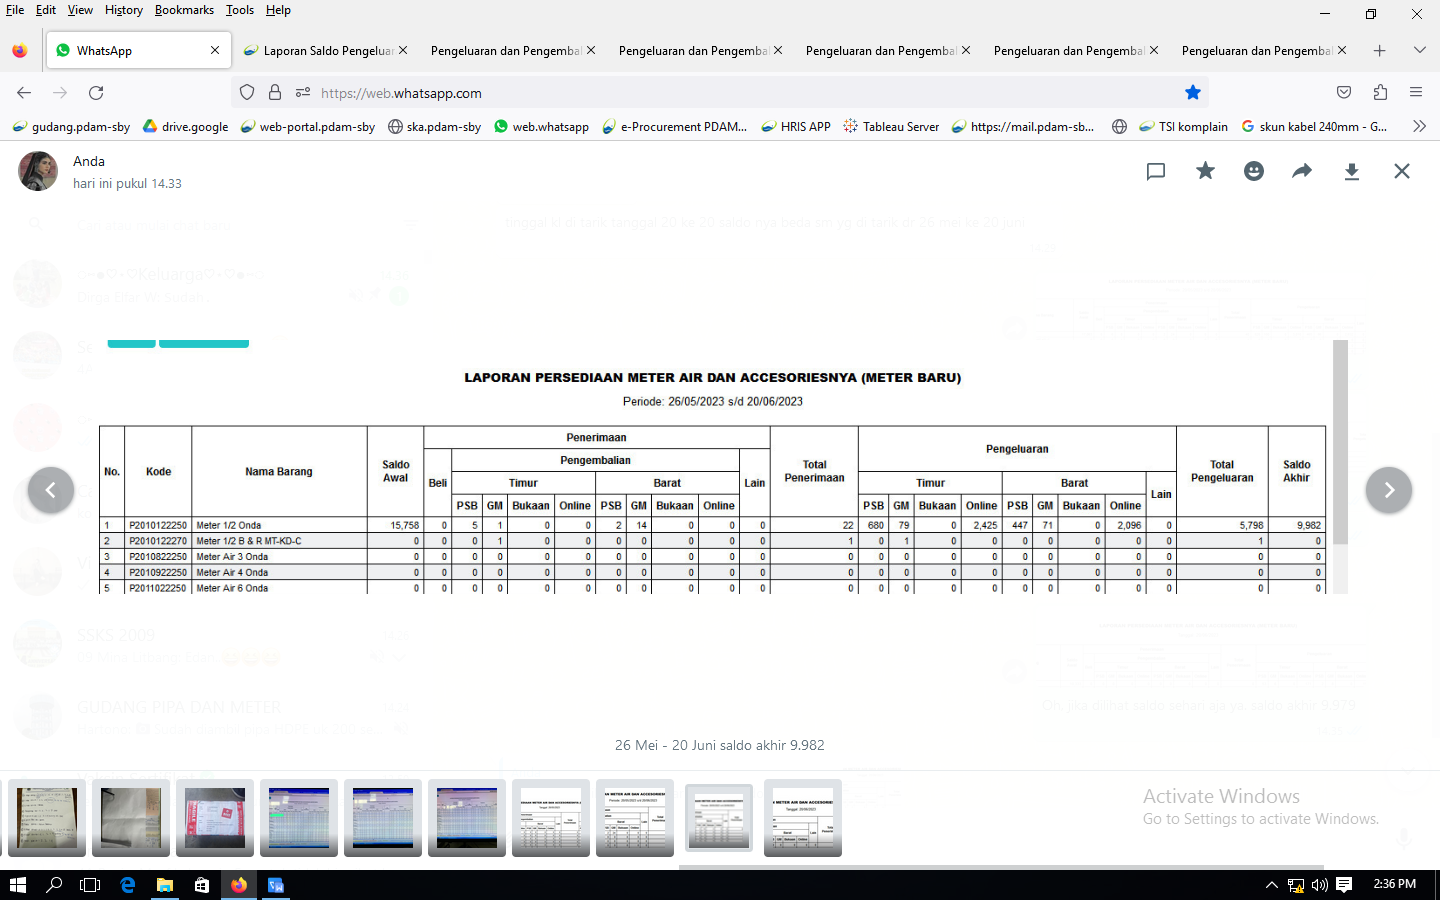 File Edit View History Bookmarks Tools Help
WhatsApp
Laporan Saldo Pengeluar
Pengeluaran dan Pengembal
Pengeluaran dan Pengembal
Pengeluaran dan Pengembal
Pengeluaran dan Pengembal
Pengeluaran dan Pengembal
https://web.whatsapp.com
gudang.pdam-sby drive.google web-portal.pdam-sby ska.pdam-sby web.whatsapp e-Procurement PDAM... HRIS APP Tableau Server https://mail.pdam-sb... TSI komplain skun kabel 240mm - G...
Anda
hari ini pukul 14.33
Keluarga
LAPORAN PERSEDIAAN METER AIR DAN ACCESORIESNYA (METER BARU)
Periode: 26/05/2023 s/d 20/06/2023
No. Kode Nama Barang Saldo Awal Penerimaan Total Penerimaan Pengeluaran Total Pengeluaran Saldo Akhir
Beli Pengembalian Lain Timur Barat Lain
Timur Barat
PSB GM Bukaan Online PSB GM Bukaan Online PSB GM Bukaan Online PSB GM Bukaan Online
1 P2010122250 Meter 1/2 Onda 15,758 0 5 1 0 0 2 14 0 0 0 22 680 79 0 2,425 447 71 0 2,096 0 5,798 9,982
2 P2010122270 Meter 1/2 B & R MT-KD-C 0 0 0 1 0 0 0 0 0 0 0 1 0 1 0 0 0 0 0 0 0 1 0
3 P2010822250 Meter Air 3 Onda 0 0 0 0 0 0 0 0 0 0 0 0 0 0 0 0 0 0 0 0 0 0 0
4 P2010922250 Meter Air 4 Onda 0 0 0 0 0 0 0 0 0 0 0 0 0 0 0 0 0 0 0 0 0 0 0
5 P2011022250 Meter Air 6 Onda 0 0 0 0 0 0 0 0 0 0 0 0 0 0 0 0 0 0 0 0 0 0 0
SSKS 2009
GUDANG PIPA DAN METER
26 Mei - 20 Juni saldo akhir 9.982
Activate Windows
Go to Settings to activate Windows.
2:36 PM